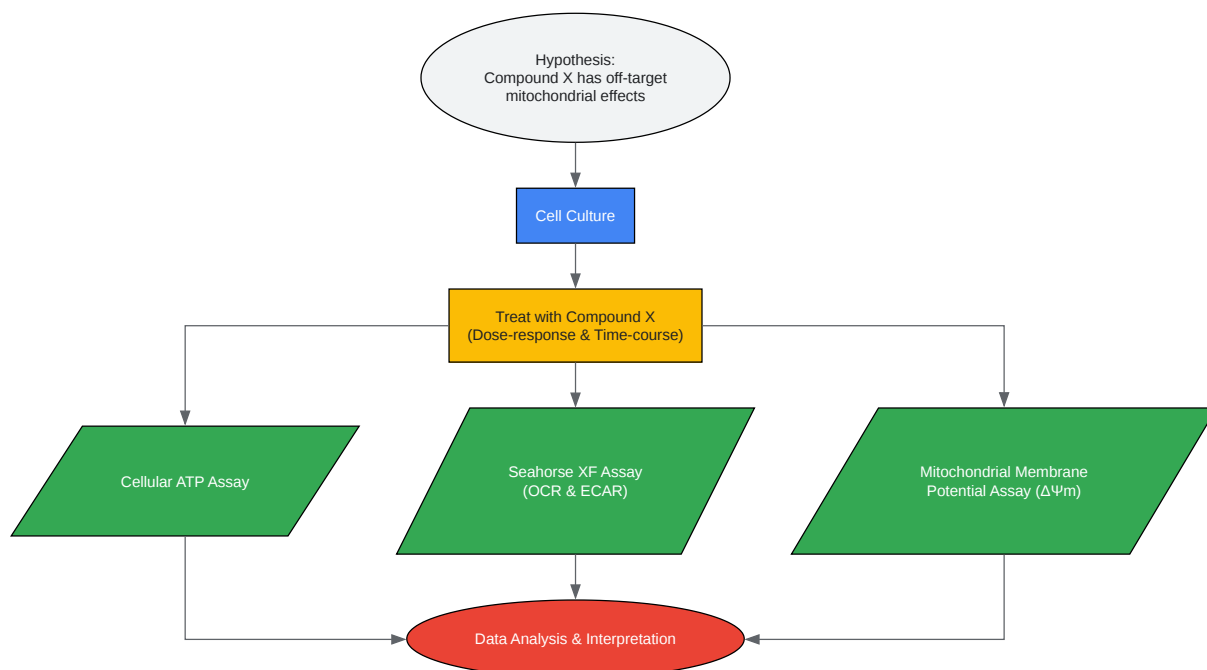 Hypothesis:
Compound X has off-target
mitochondrial effects
Cell Culture
Treat with Compound X
(Dose-response & Time-course)
Cellular ATP Assay
Seahorse XF Assay
(OCR & ECAR)
Mitochondrial Membrane
Potential Assay (ΔΨm)
Data Analysis & Interpretation